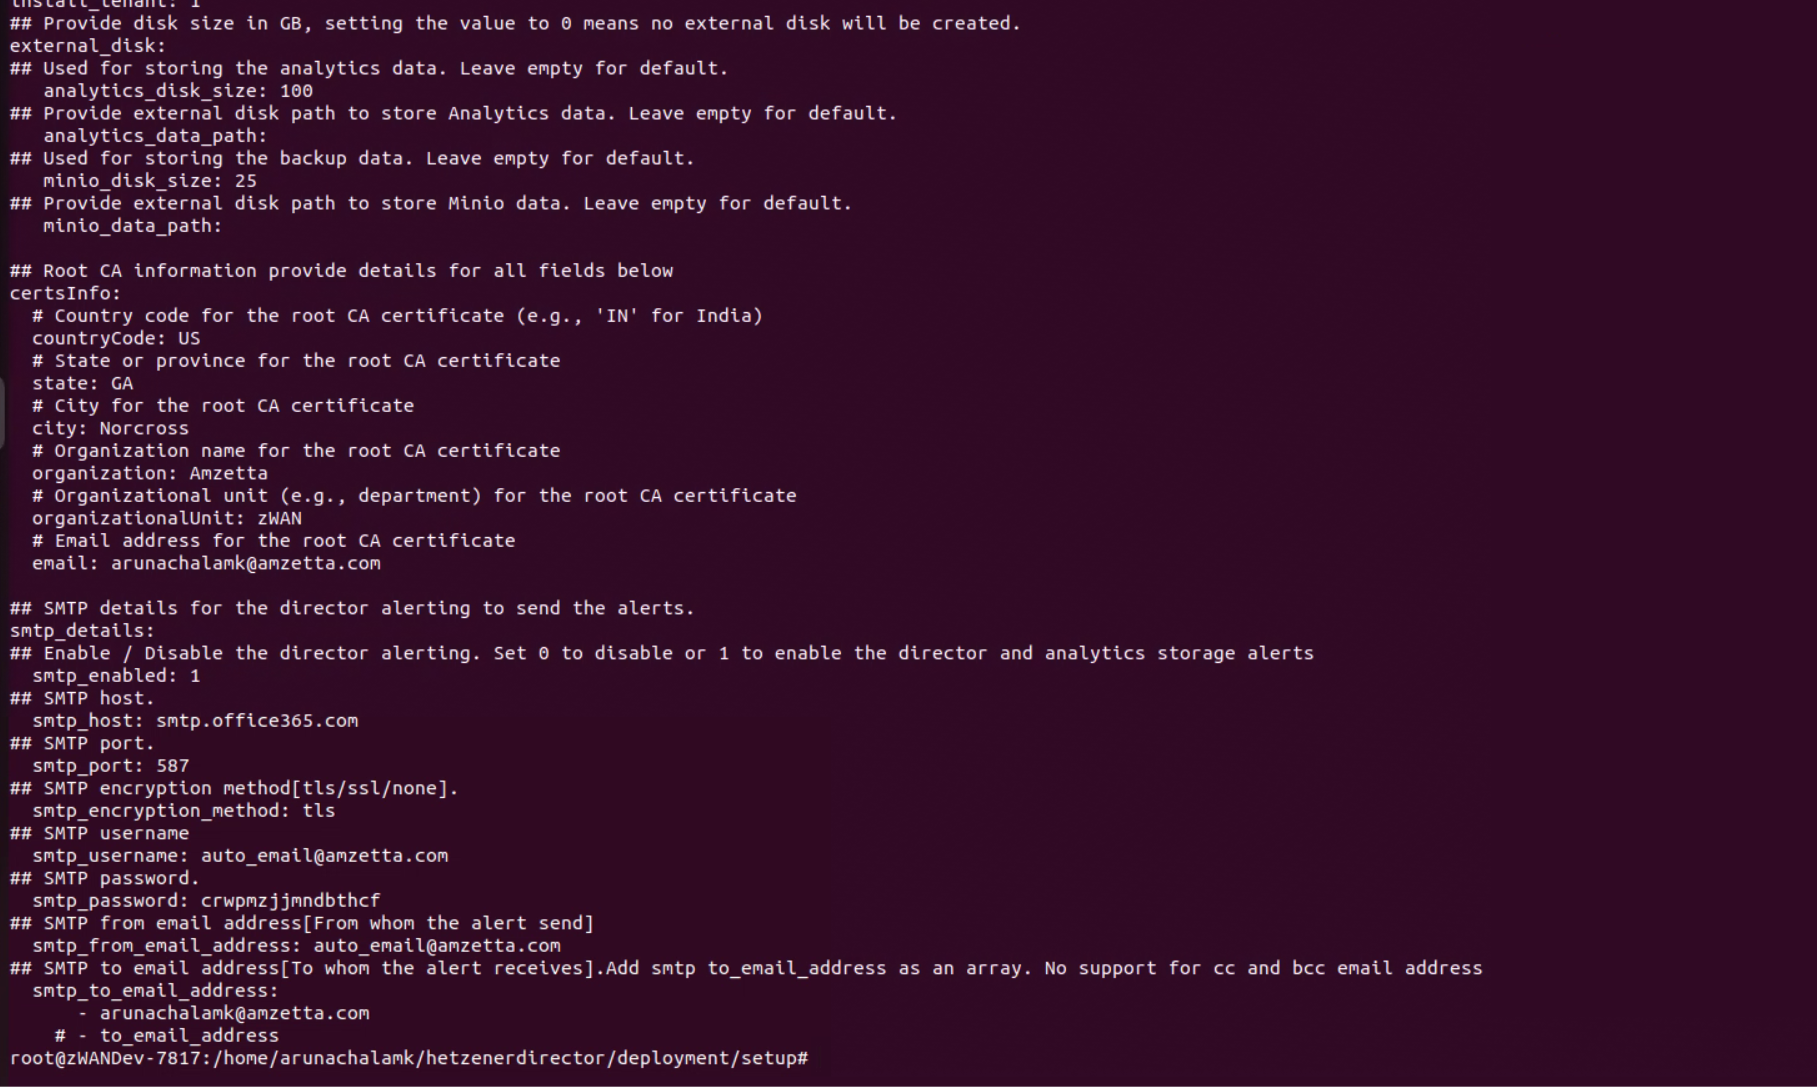 install_tenant: 1
## Provide disk size in GB, setting the value to 0 means no external disk will be created.
external_disk:
## Used for storing the analytics data. Leave empty for default.
   analytics_disk_size: 100
## Provide external disk path to store Analytics data. Leave empty for default.
   analytics_data_path:
## Used for storing the backup data. Leave empty for default.
   minio_disk_size: 25
## Provide external disk path to store Minio data. Leave empty for default.
   minio_data_path:

## Root CA information provide details for all fields below
certsInfo:
  # Country code for the root CA certificate (e.g., 'IN' for India)
  countryCode: US
  # State or province for the root CA certificate
  state: GA
  # City for the root CA certificate
  city: Norcross
  # Organization name for the root CA certificate
  organization: Amzetta
  # Organizational unit (e.g., department) for the root CA certificate
  organizationalUnit: zWAN
  # Email address for the root CA certificate
  email: arunachalamk@amzetta.com

## SMTP details for the director alerting to send the alerts.
smtp_details:
## Enable / Disable the director alerting. Set 0 to disable or 1 to enable the director and analytics storage alerts
  smtp_enabled: 1
## SMTP host.
  smtp_host: smtp.office365.com
## SMTP port.
  smtp_port: 587
## SMTP encryption method[tls/ssl/none].
  smtp_encryption_method: tls
## SMTP username
  smtp_username: auto_email@amzetta.com
## SMTP password.
  smtp_password: crwpmzjjmndbthcf
## SMTP from email address[From whom the alert send]
  smtp_from_email_address: auto_email@amzetta.com
## SMTP to email address[To whom the alert receives].Add smtp to_email_address as an array. No support for cc and bcc email address
  smtp_to_email_address:
      - arunachalamk@amzetta.com
    # - to_email_address
root@zWANDev-7817:/home/arunachalamk/hetzenerdirector/deployment/setup#